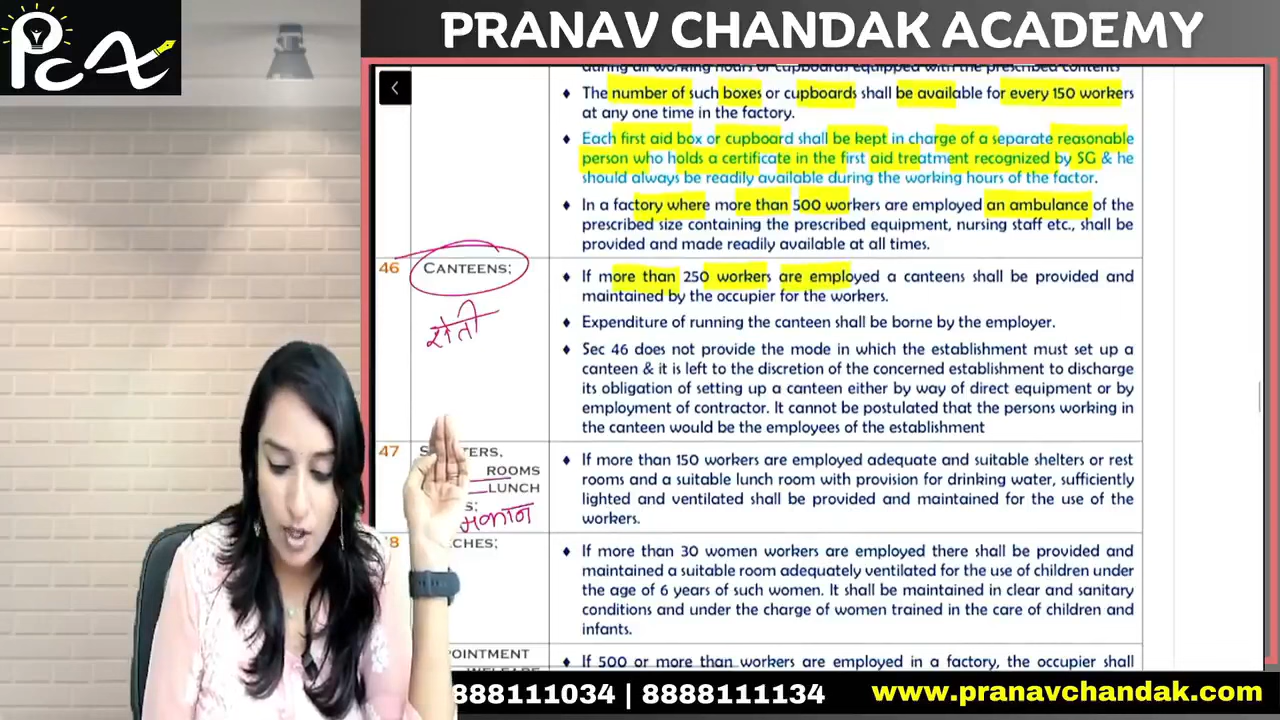 PCA
PRANAV CHANDAK ACADEMY
during all working hours or cupboards equipped with the prescribed contents
♦ The number of such boxes or cupboards shall be available for every 150 workers
at any one time in the factory.
♦ Each first aid box or cupboard shall be kept in charge of a separate reasonable
person who holds a certificate in the first aid treatment recognized by SG & he
should always be readily available during the working hours of the factor.
♦ In a factory where more than 500 workers are employed an ambulance of the
prescribed size containing the prescribed equipment, nursing staff etc., shall be
provided and made readily available at all times.
46 CANTEENS;
रोती
♦ If more than 250 workers are employed a canteens shall be provided and
maintained by the occupier for the workers.
♦ Expenditure of running the canteen shall be borne by the employer.
♦ Sec 46 does not provide the mode in which the establishment must set up a
canteen & it is left to the discretion of the concerned establishment to discharge
its obligation of setting up a canteen either by way of direct equipment or by
employment of contractor. It cannot be postulated that the persons working in
the canteen would be the employees of the establishment
47
ROOMS
LUNCH
मकान
♦ If more than 150 workers are employed adequate and suitable shelters or rest
rooms and a suitable lunch room with provision for drinking water, sufficiently
lighted and ventilated shall be provided and maintained for the use of the
workers.
8 ECHES;
♦ If more than 30 women workers are employed there shall be provided and
maintained a suitable room adequately ventilated for the use of children under
the age of 6 years of such women. It shall be maintained in clear and sanitary
conditions and under the charge of women trained in the care of children and
infants.
OINTMENT
WELFARE
♦ If 500 or more than workers are employed in a factory, the occupier shall
888111034 | 8888111134
www.pranavchandak.com